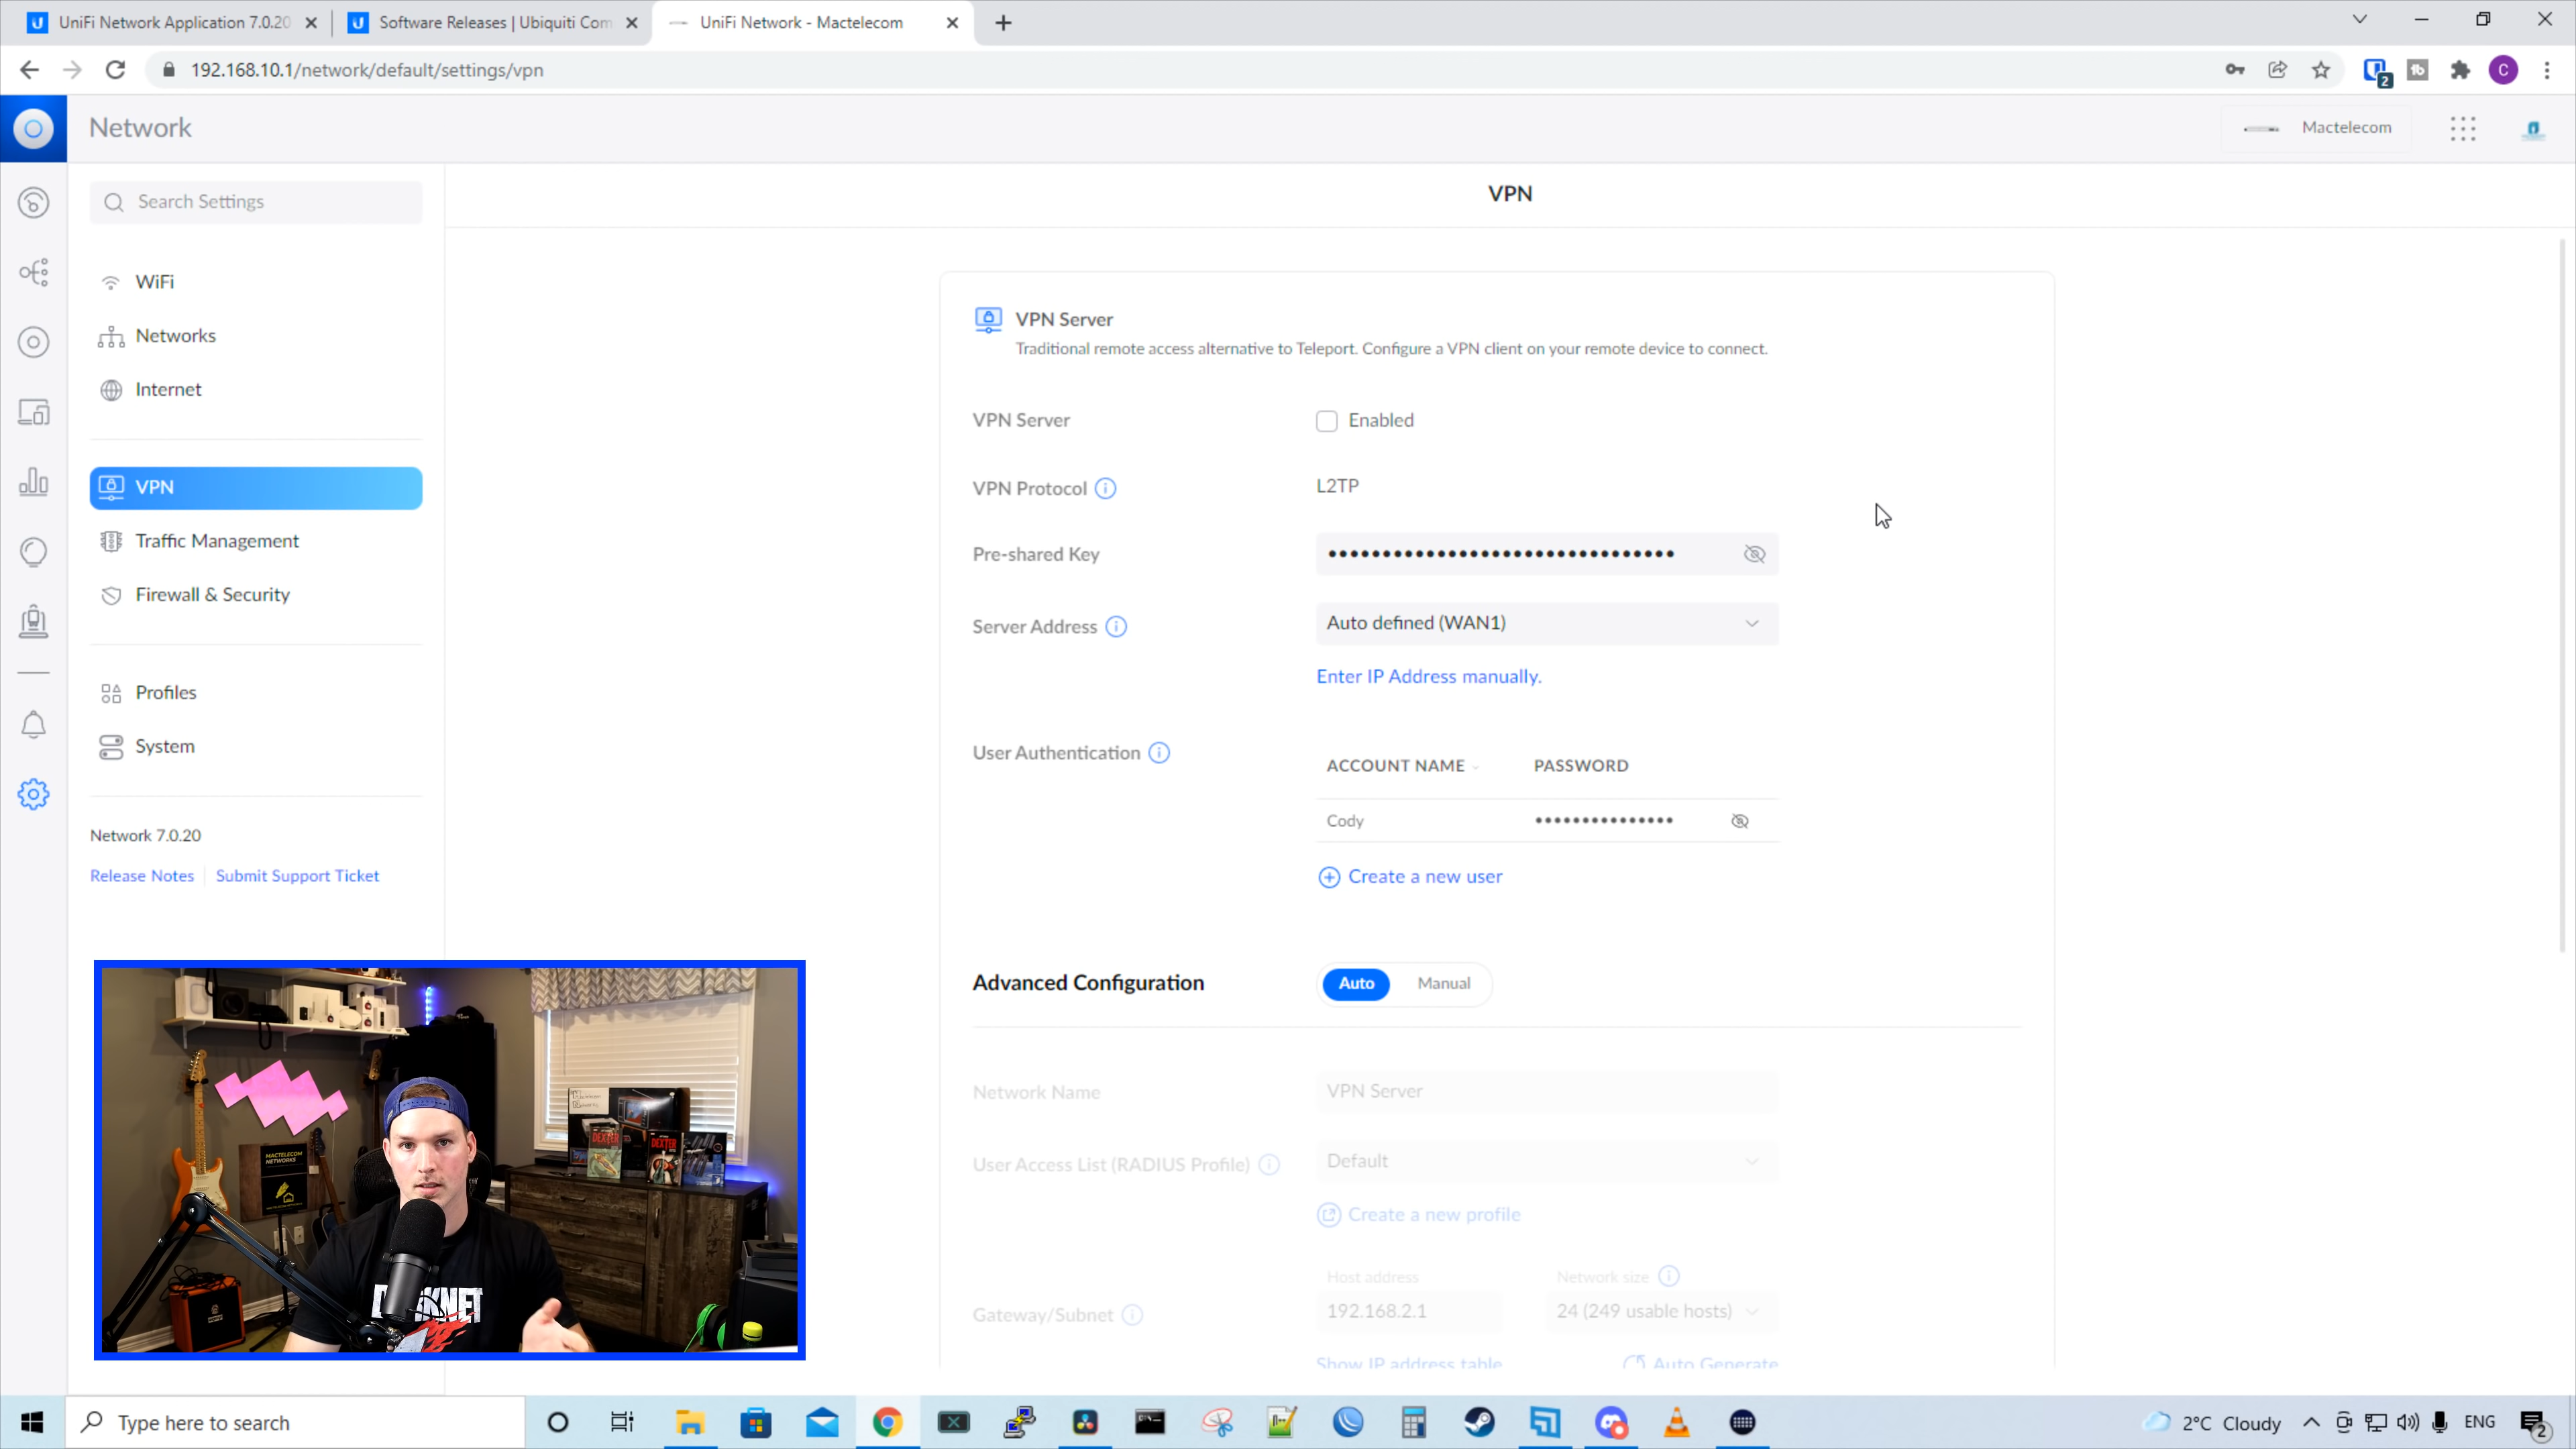 UniFi Network Application 7.0.20
Software Releases | Ubiquiti Com
UniFi Network - Mactelecom
192.168.10.1/network/default/settings/vpn
2
C
Network
Mactelecom
Search Settings
VPN
WiFi
Networks
Internet
VPN
Traffic Management
Firewall & Security
Profiles
System
Network 7.0.20
Release Notes
Submit Support Ticket
VPN Server
Traditional remote access alternative to Teleport. Configure a VPN client on your remote device to connect.
VPN Server
Enabled
VPN Protocol
L2TP
Pre-shared Key
Server Address
Auto defined (WAN1)
Enter IP Address manually.
User Authentication
ACCOUNT NAME
PASSWORD
Cody
Create a new user
Advanced Configuration
Auto
Manual
Network Name
VPN Server
User Access List (RADIUS Profile)
Default
Create a new profile
Host address
Network size
Gateway/Subnet
192.168.2.1
24 (249 usable hosts)
Show IP address table
Auto Generate
MACTELECOM
NETWORKS
DEXTER
DEXTER
Type here to search
2°C Cloudy
ENG
2